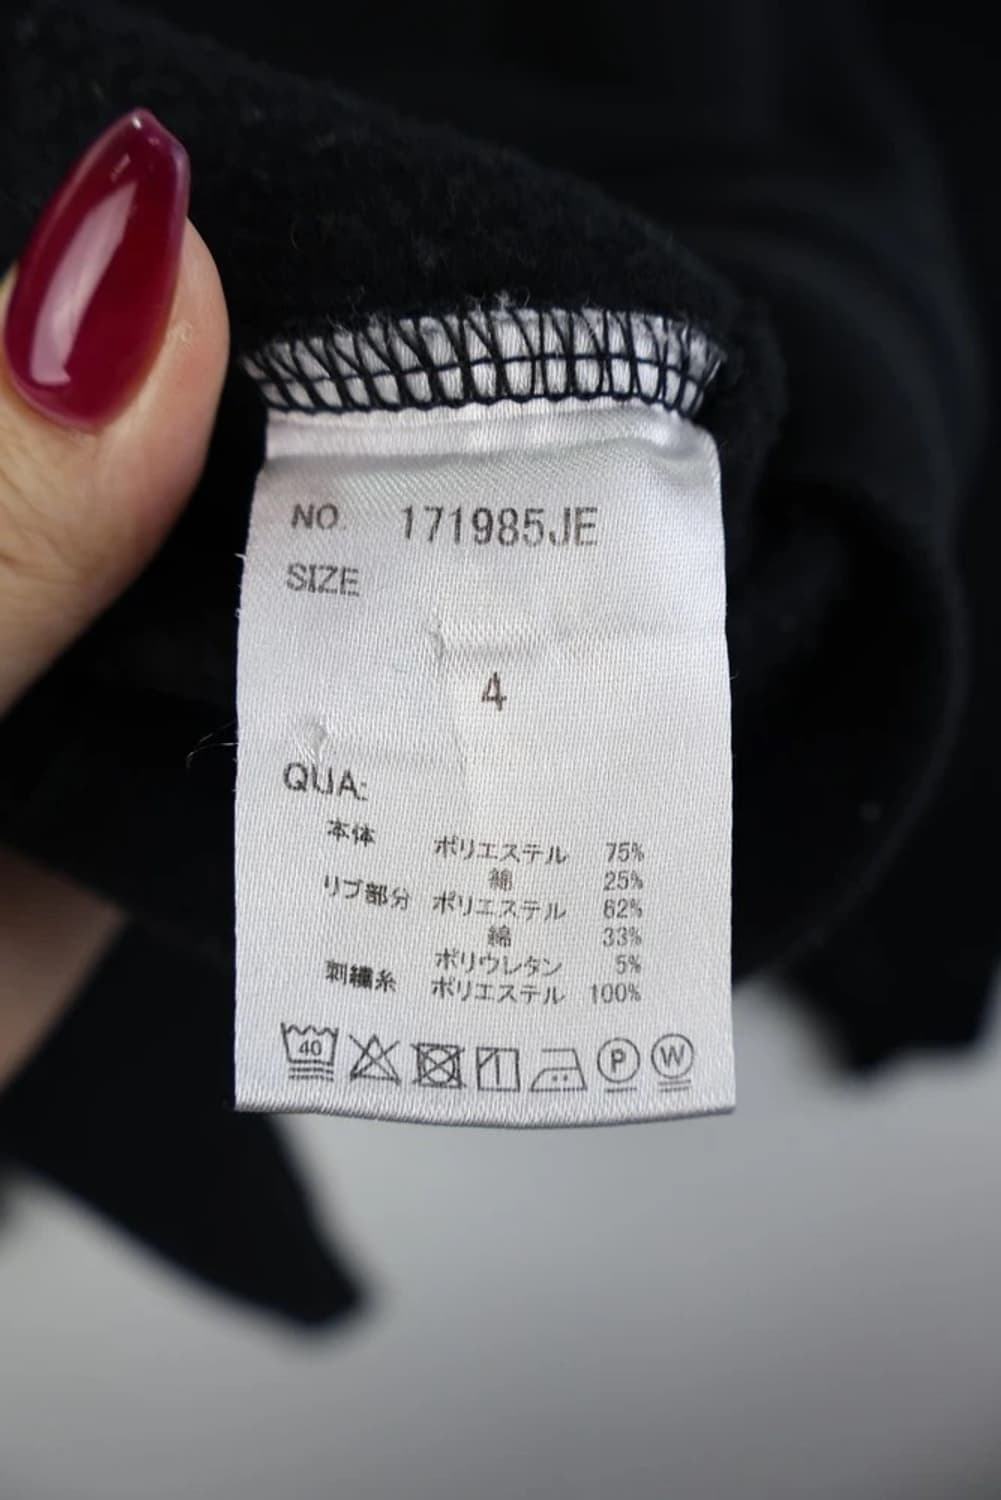 NO. 171985JE
SIZE
4
QUA:
本体 ポリエステル 75%
綿 25%
リブ部分 ポリエステル 62%
綿 33%
ポリウレタン 5%
刺繍糸 ポリエステル 100%
40 P W